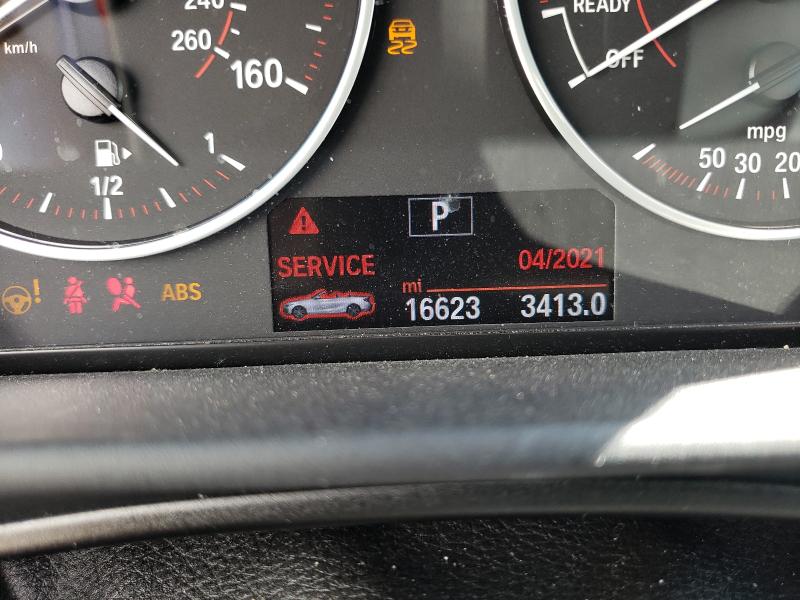 240
READY
km/h
260
160
OFF
mpg
1
50 30 20
1/2
P
SERVICE
04/2021
mi
16623
3413.0
!
ABS